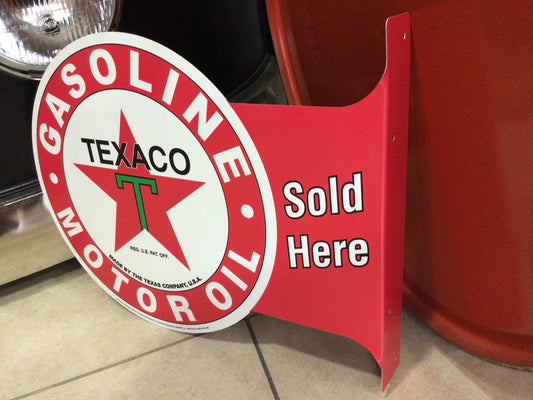 GASOLINE
TEXACO
T
REG. U.S. PAT. OFF.
MADE BY THE TEXAS COMPANY, U.S.A.
MOTOR OIL
Sold
Here